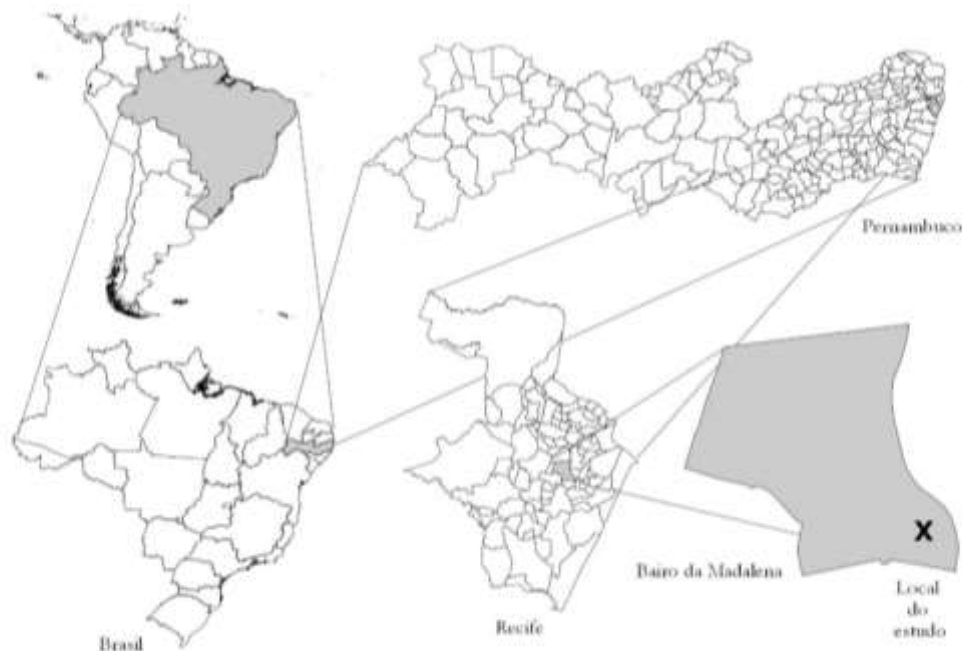 Pernambuco
X
Bairo da Madalena
Local
do
estudo
Recife
Brasil